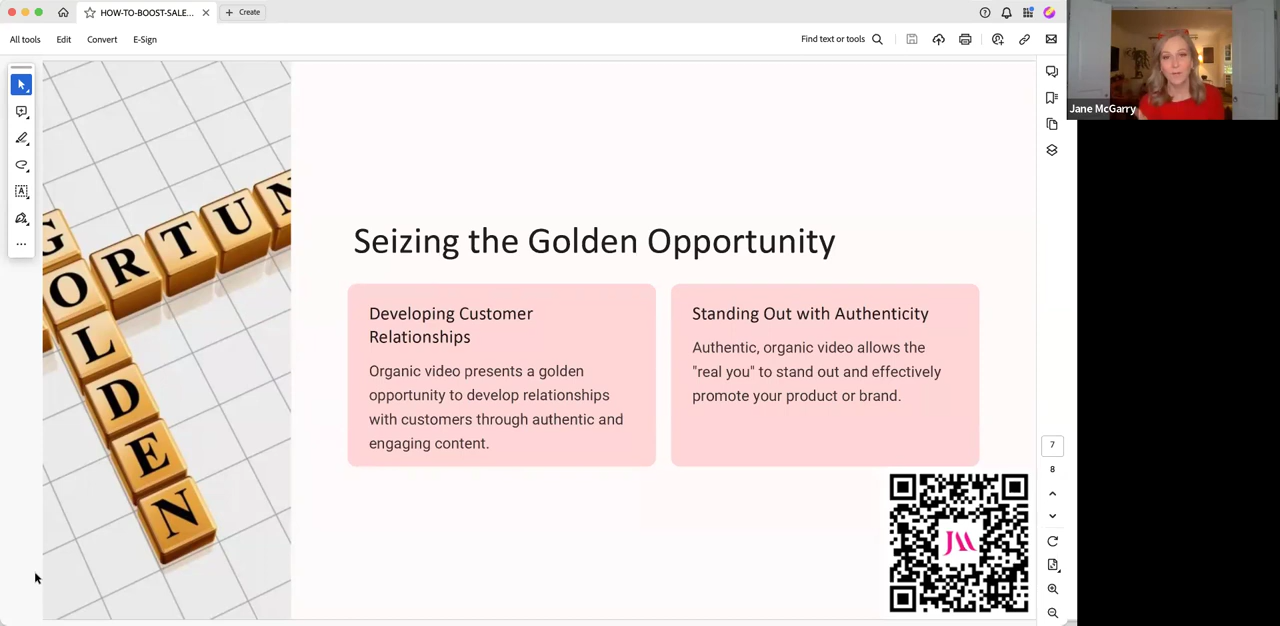 HOW-TO-BOOST-SALE...
Create
All tools
Edit
Convert
E-Sign
Find text or tools
Jane McGarry
G
ORTUN
O
L
D
E
N
Seizing the Golden Opportunity
Developing Customer
Relationships
Organic video presents a golden
opportunity to develop relationships
with customers through authentic and
engaging content.
Standing Out with Authenticity
Authentic, organic video allows the
"real you" to stand out and effectively
promote your product or brand.
JM
7
8